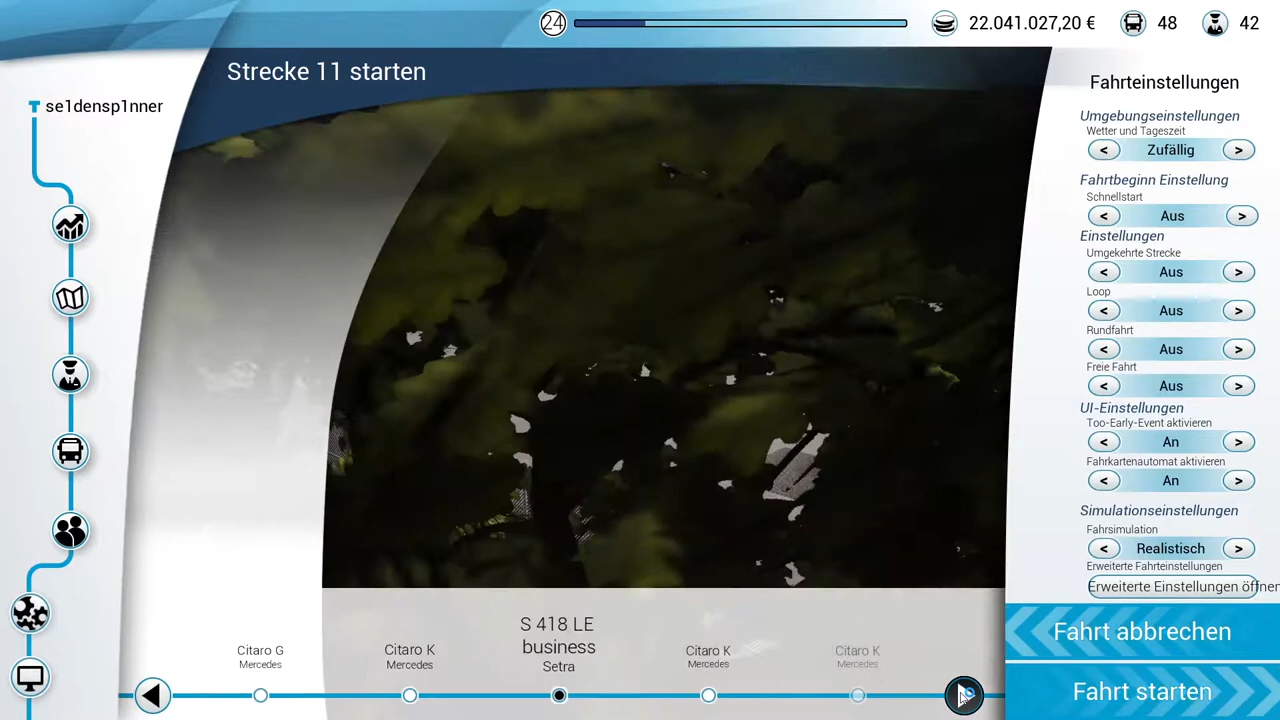 24
22.041.027,20 €
48
42
Strecke 11 starten
se1densp1nner
Fahrteinstellungen
Umgebungseinstellungen
Wetter und Tageszeit
< Zufällig >
Fahrtbeginn Einstellung
Schnellstart
< Aus >
Einstellungen
Umgekehrte Strecke
< Aus >
Loop
< Aus >
Rundfahrt
< Aus >
Freie Fahrt
< Aus >
UI-Einstellungen
Too-Early-Event aktivieren
< An >
Fahrkartenautomat aktivieren
< An >
Simulationseinstellungen
Fahrsimulation
< Realistisch >
Erweiterte Fahrteinstellungen
Erweiterte Einstellungen öffnen
Fahrt abbrechen
Fahrt starten
Citaro G
Mercedes
Citaro K
Mercedes
S 418 LE
business
Setra
Citaro K
Mercedes
Citaro K
Mercedes